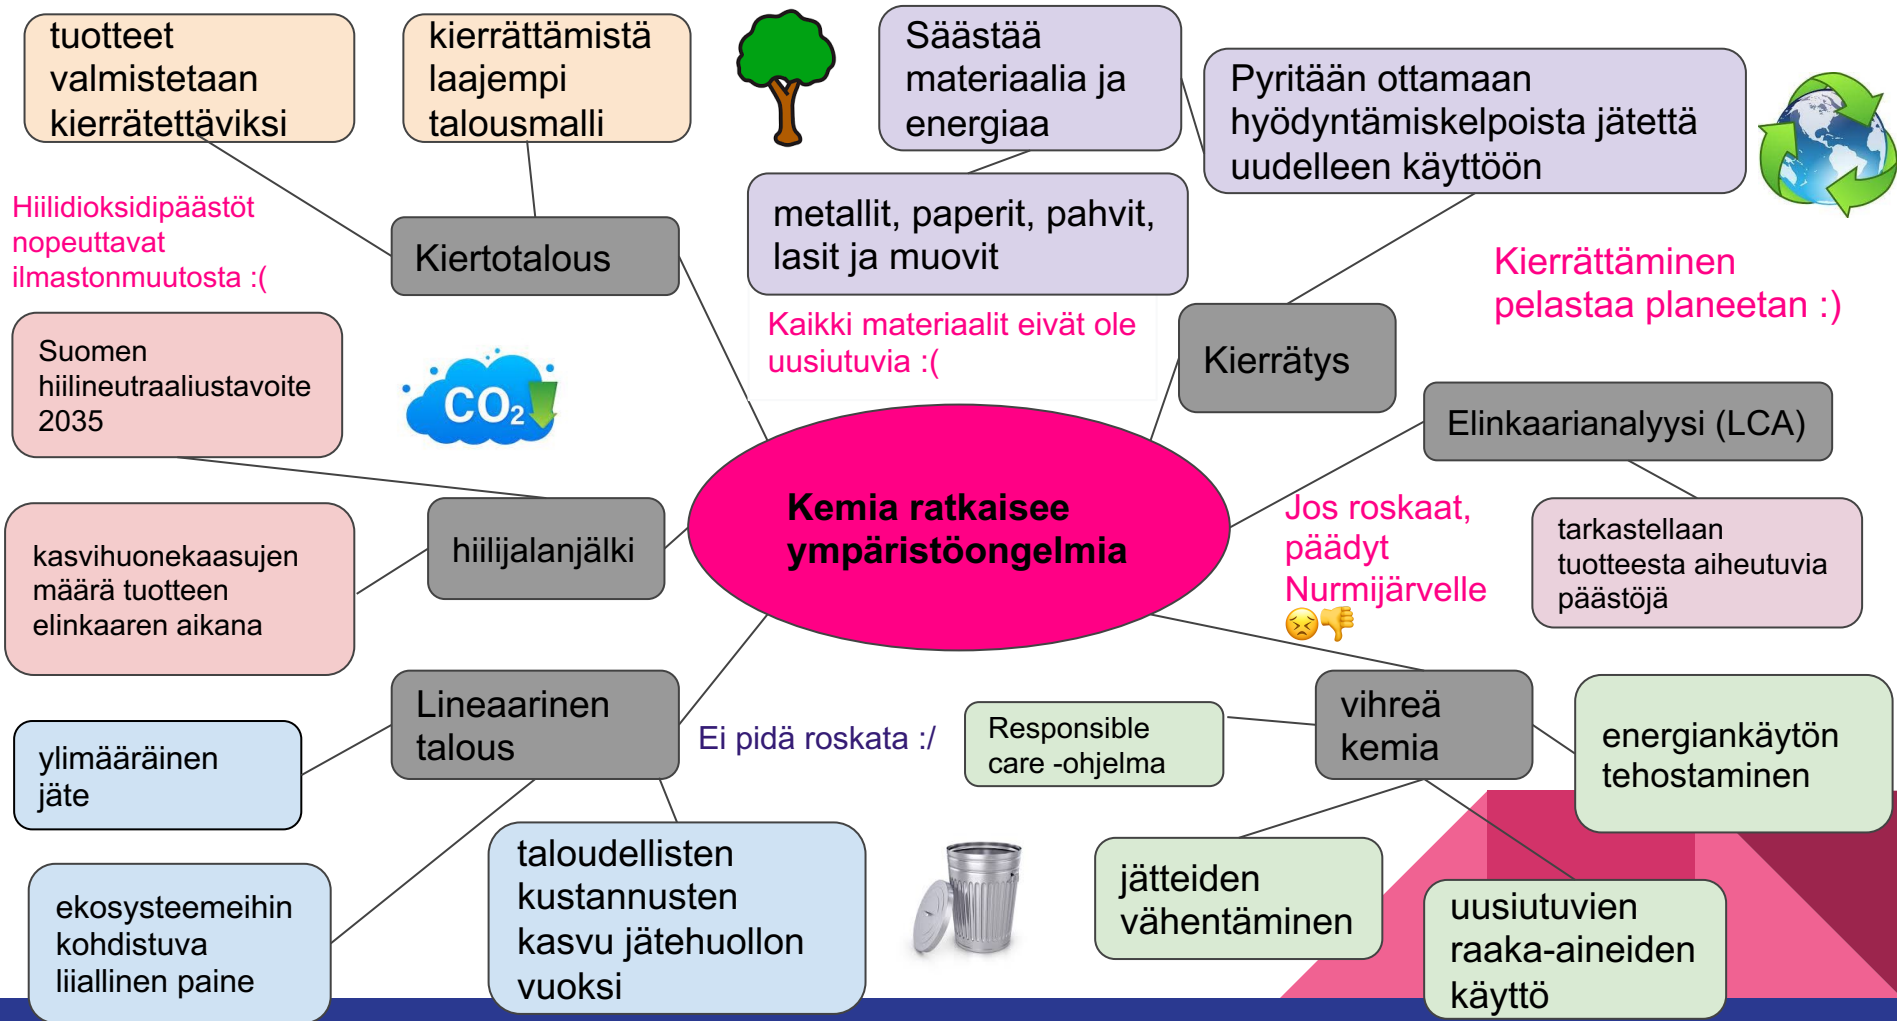 tuotteet
valmistetaan
kierrätettäviksi
kierrättämistä
laajempi
talousmalli
Säästää
materiaalia ja
energiaa
Pyritään ottamaan
hyödyntämiskelpoista jätettä
uudelleen käyttöön
Hiilidioksidipäästöt
nopeuttavat
ilmastonmuutosta :(
Kiertotalous
metallit, paperit, pahvit,
lasit ja muovit
Kierrättäminen
pelastaa planeetan :)
Kaikki materiaalit eivät ole
uusiutuvia :(
Kierrätys
Suomen
hiilineutraaliustavoite
2035
CO₂
Elinkaarianalyysi (LCA)
Kemia ratkaisee
ympäristöongelmia
hiilijalanjälki
kasvihuonekaasujen
määrä tuotteen
elinkaaren aikana
Jos roskaat,
päädyt
Nurmijärvelle
😣👎
tarkastellaan
tuotteesta aiheutuvia
päästöjä
Lineaarinen
talous
Ei pidä roskata :/
Responsible
care -ohjelma
vihreä
kemia
energiankäytön
tehostaminen
ylimääräinen
jäte
taloudellisten
kustannusten
kasvu jätehuollon
vuoksi
jätteiden
vähentäminen
uusiutuvien
raaka-aineiden
käyttö
ekosysteemeihin
kohdistuva
liiallinen paine